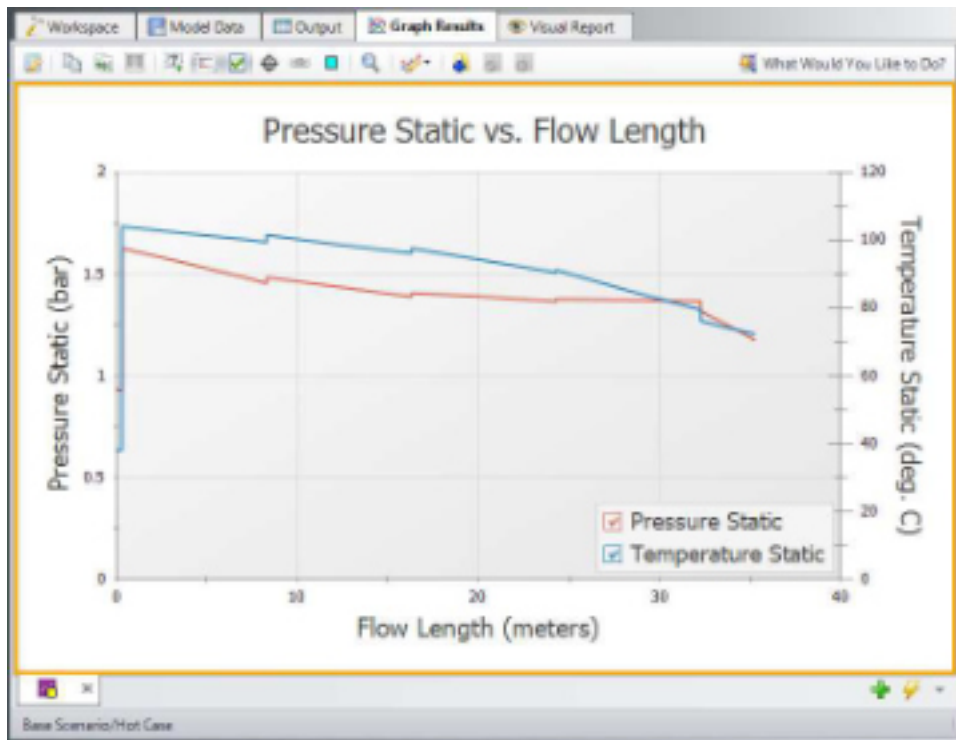 Workspace Model Data Output Graph Results Visual Report
What Would You Like to Do?
Pressure Static vs. Flow Length
2 120
100
1.5
80
1 60
40
0.5
20
0 0
0 10 20 30 40
Pressure Static (bar)
Temperature Static (deg. C)
Pressure Static
Temperature Static
Flow Length (meters)
Base Scenario/Hot Case